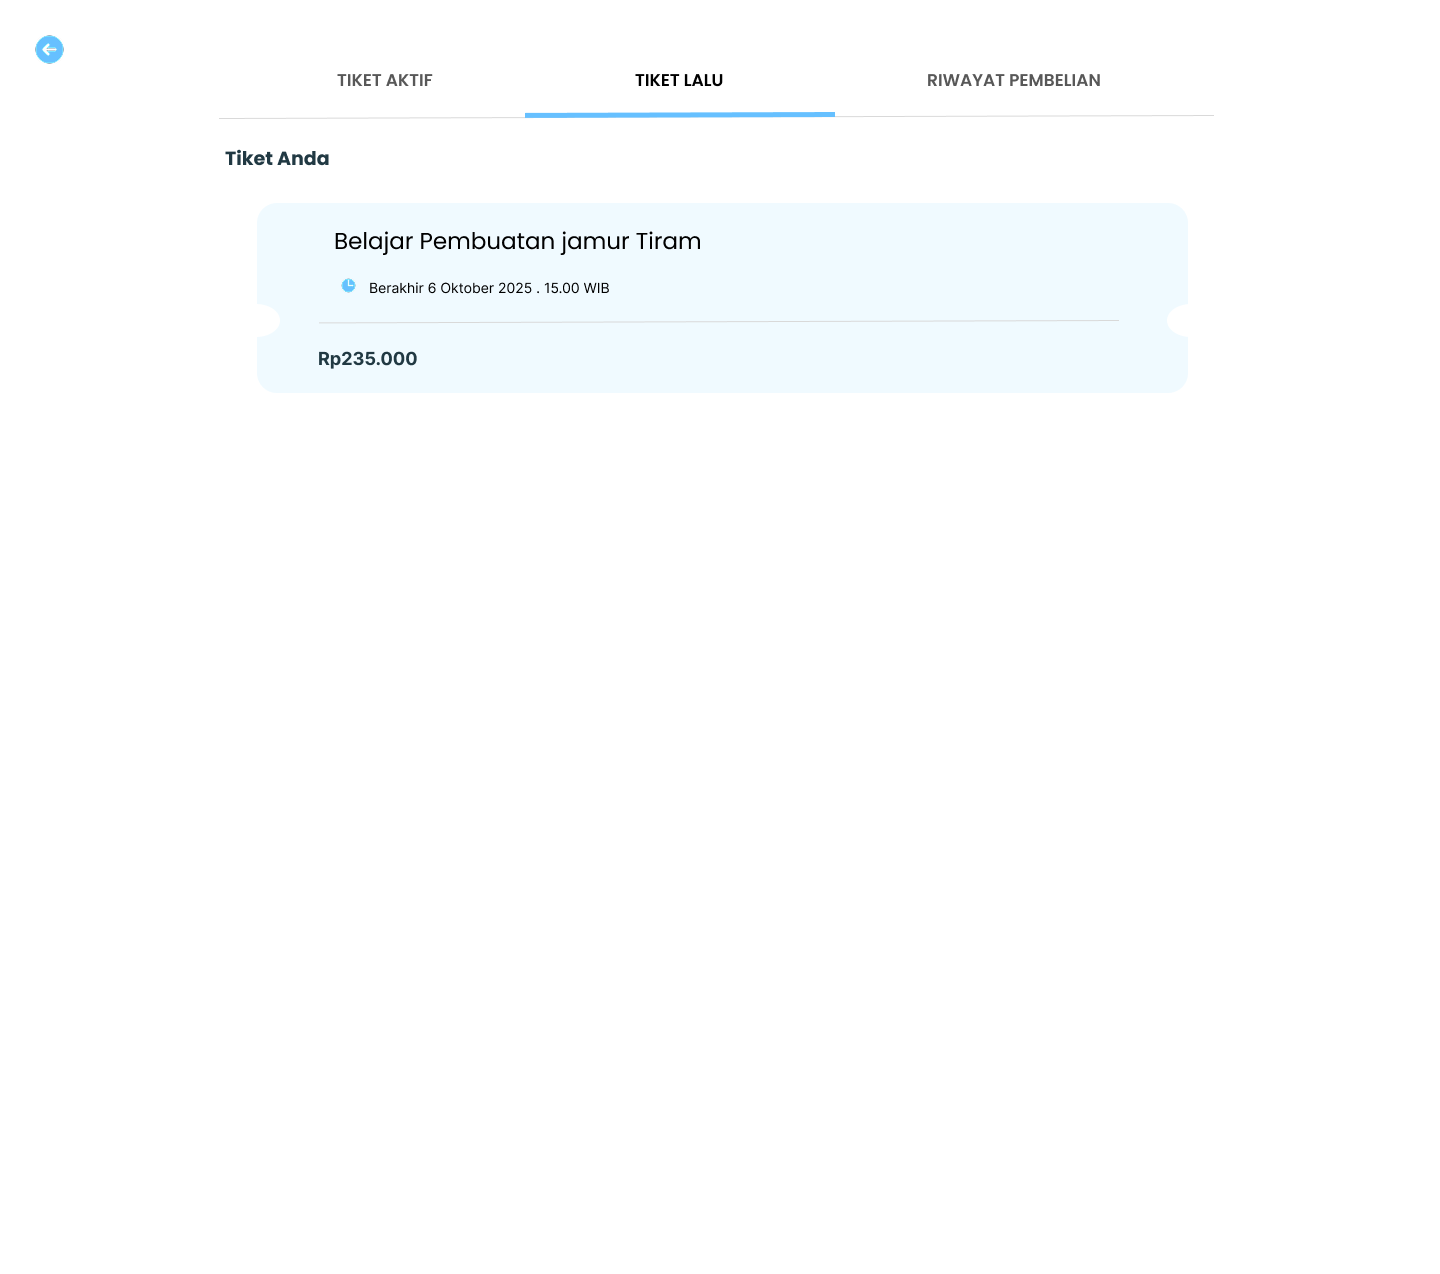 TIKET AKTIF
TIKET LALU
RIWAYAT PEMBELIAN
Tiket Anda
Belajar Pembuatan jamur Tiram
Berakhir 6 Oktober 2025 . 15.00 WIB
Rp235.000